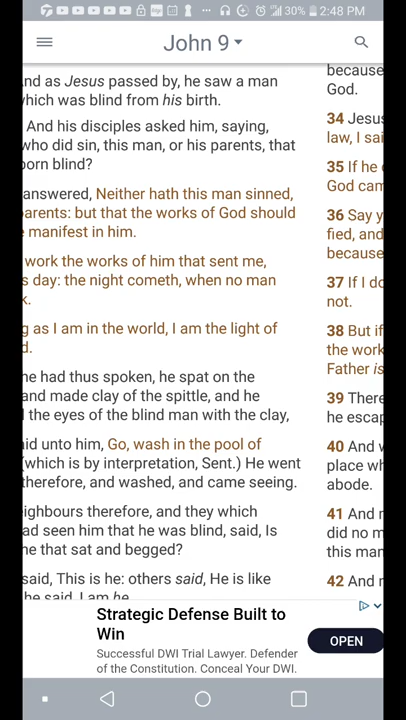 30% 2:48 PM
John 9
nd as Jesus passed by, he saw a man
which was blind from his birth.
And his disciples asked him, saying,
who did sin, this man, or his parents, that
orn blind?
answered, Neither hath this man sinned,
parents: but that the works of God should
manifest in him.
work the works of him that sent me,
s day: the night cometh, when no man
k.
g as I am in the world, I am the light of
d.
he had thus spoken, he spat on the
and made clay of the spittle, and he
the eyes of the blind man with the clay,
aid unto him, Go, wash in the pool of
(which is by interpretation, Sent.) He went
therefore, and washed, and came seeing.
eighbours therefore, and they which
ad seen him that he was blind, said, Is
he that sat and begged?
said, This is he: others said, He is like
he said, I am he.
because
God.
34 Jesus
law, I sai
35 If he
God cam
36 Say y
fied, and
because
37 If I do
not.
38 But if
the work
Father is
39 There
he escap
40 And w
place wh
abode.
41 And r
did no m
this man
42 And r
Strategic Defense Built to
Win
Successful DWI Trial Lawyer. Defender
of the Constitution. Conceal Your DWI.
OPEN